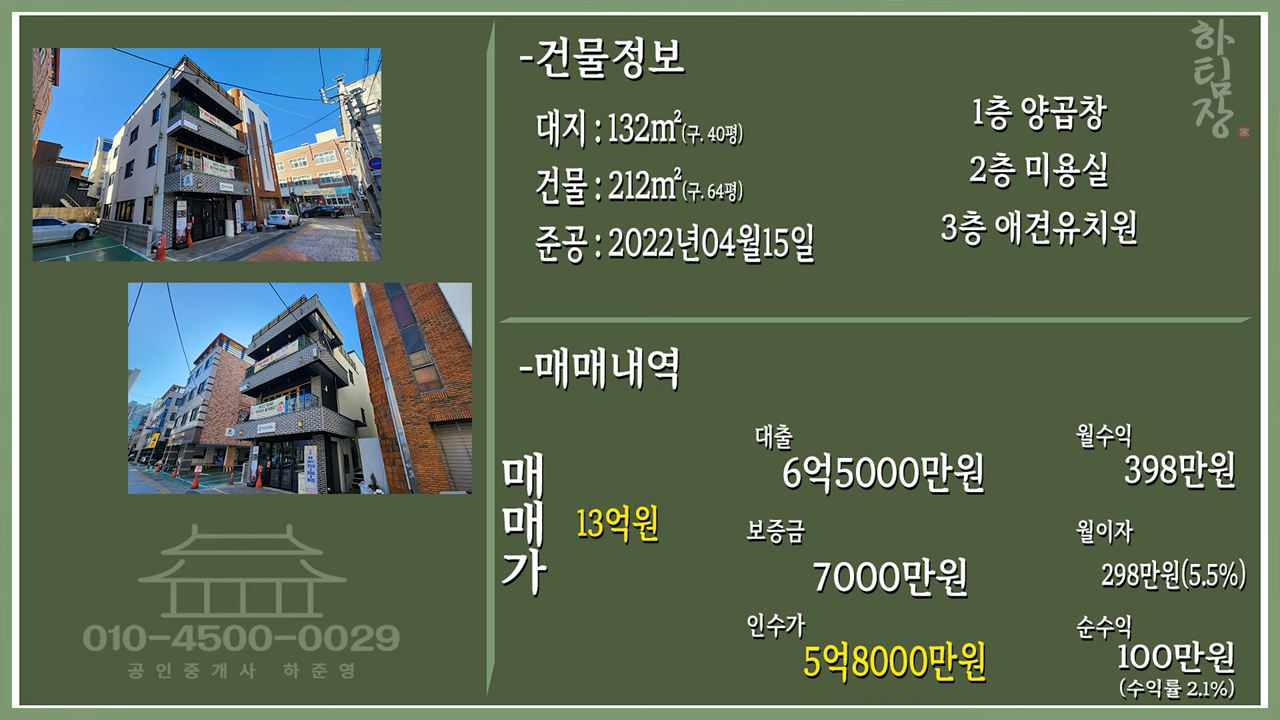 -건물정보
대지 : 132㎡(구. 40평)
건물 : 212㎡(구. 64평)
준공 : 2022년04월15일
1층 양곱창
2층 미용실
3층 애견유치원
하팀장
家
-매매내역
매매가
13억원
대출
6억5000만원
보증금
7000만원
인수가
5억8000만원
월수익
398만원
월이자
298만원(5.5%)
순수익
100만원
(수익률 2.1%)
010-4500-0029
공인중개사 하준영